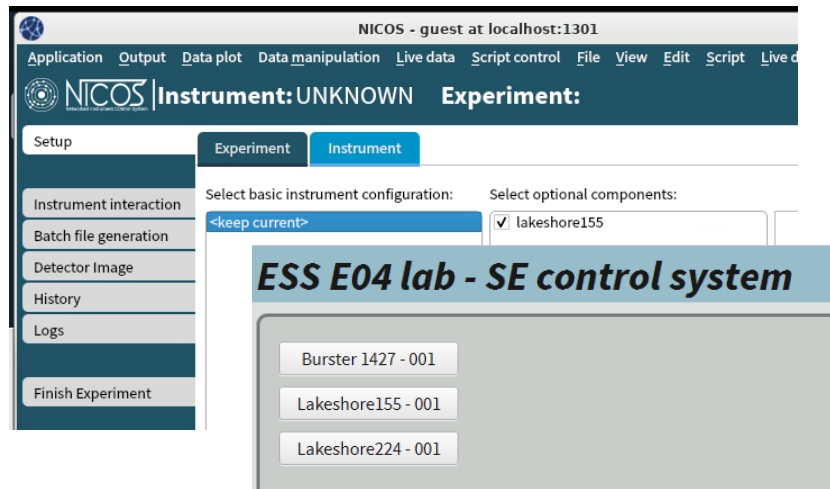 NICOS - guest at localhost:1301
Application Output Data plot Data manipulation Live data Script control File View Edit Script Live d
NICOS Instrument: UNKNOWN Experiment:
Setup
Experiment Instrument
Instrument interaction
Select basic instrument configuration: Select optional components:
<keep current> lakeshore155
Batch file generation
Detector Image
History
Logs
Finish Experiment
ESS E04 lab - SE control system
Burster 1427 - 001
Lakeshore155 - 001
Lakeshore224 - 001